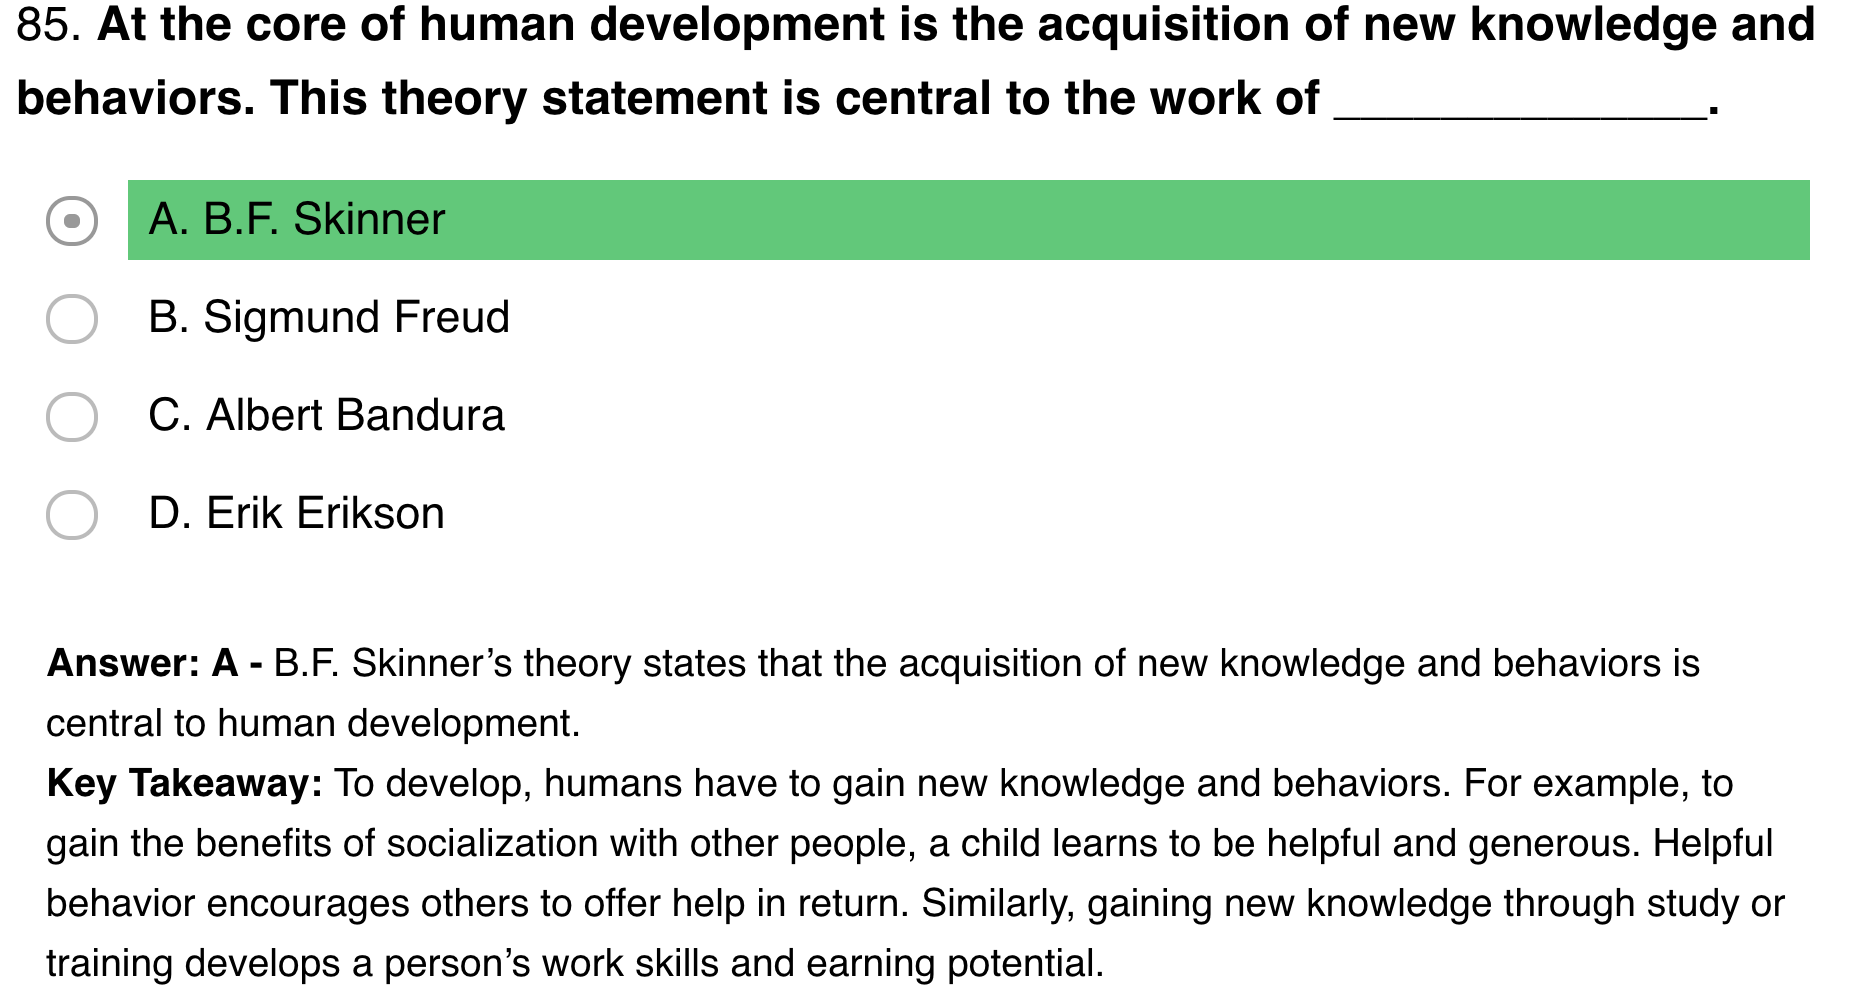 85. At the core of human development is the acquisition of new knowledge and
behaviors. This theory statement is central to the work of ______________.
A. B.F. Skinner
B. Sigmund Freud
C. Albert Bandura
D. Erik Erikson
Answer: A - B.F. Skinner’s theory states that the acquisition of new knowledge and behaviors is
central to human development.
Key Takeaway: To develop, humans have to gain new knowledge and behaviors. For example, to
gain the benefits of socialization with other people, a child learns to be helpful and generous. Helpful
behavior encourages others to offer help in return. Similarly, gaining new knowledge through study or
training develops a person’s work skills and earning potential.